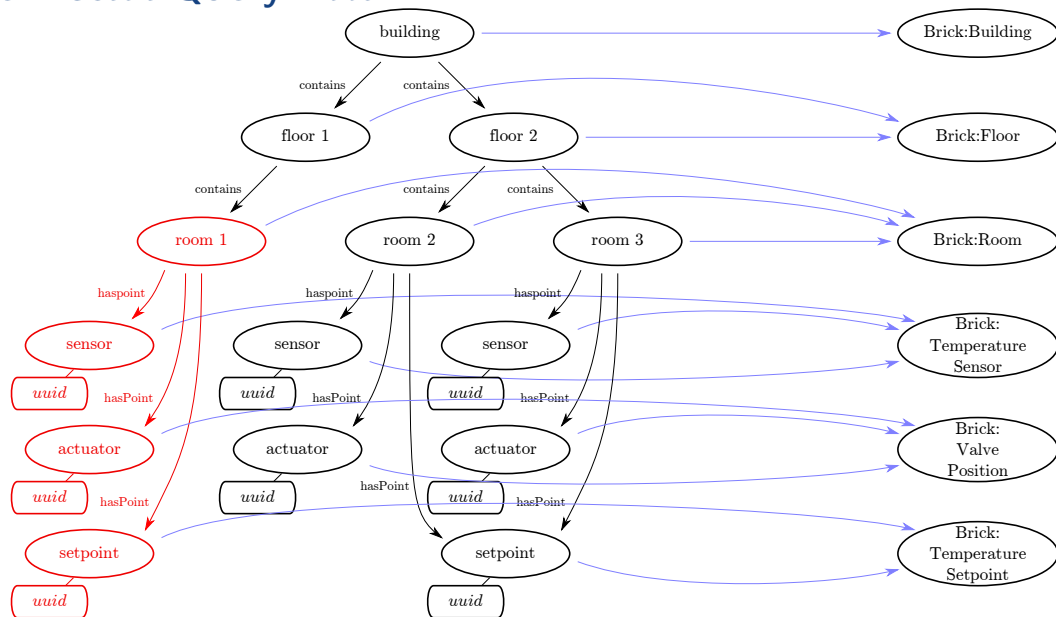 building
Brick:Building
contains
contains
floor 1
floor 2
Brick:Floor
contains
contains
contains
room 1
room 2
room 3
Brick:Room
haspoint
haspoint
haspoint
sensor
sensor
sensor
Brick:
Temperature
Sensor
uuid
uuid
uuid
hasPoint
hasPoint
hasPoint
actuator
actuator
actuator
Brick:
Valve
Position
uuid
uuid
uuid
hasPoint
hasPoint
hasPoint
setpoint
setpoint
Brick:
Temperature
Setpoint
uuid
uuid